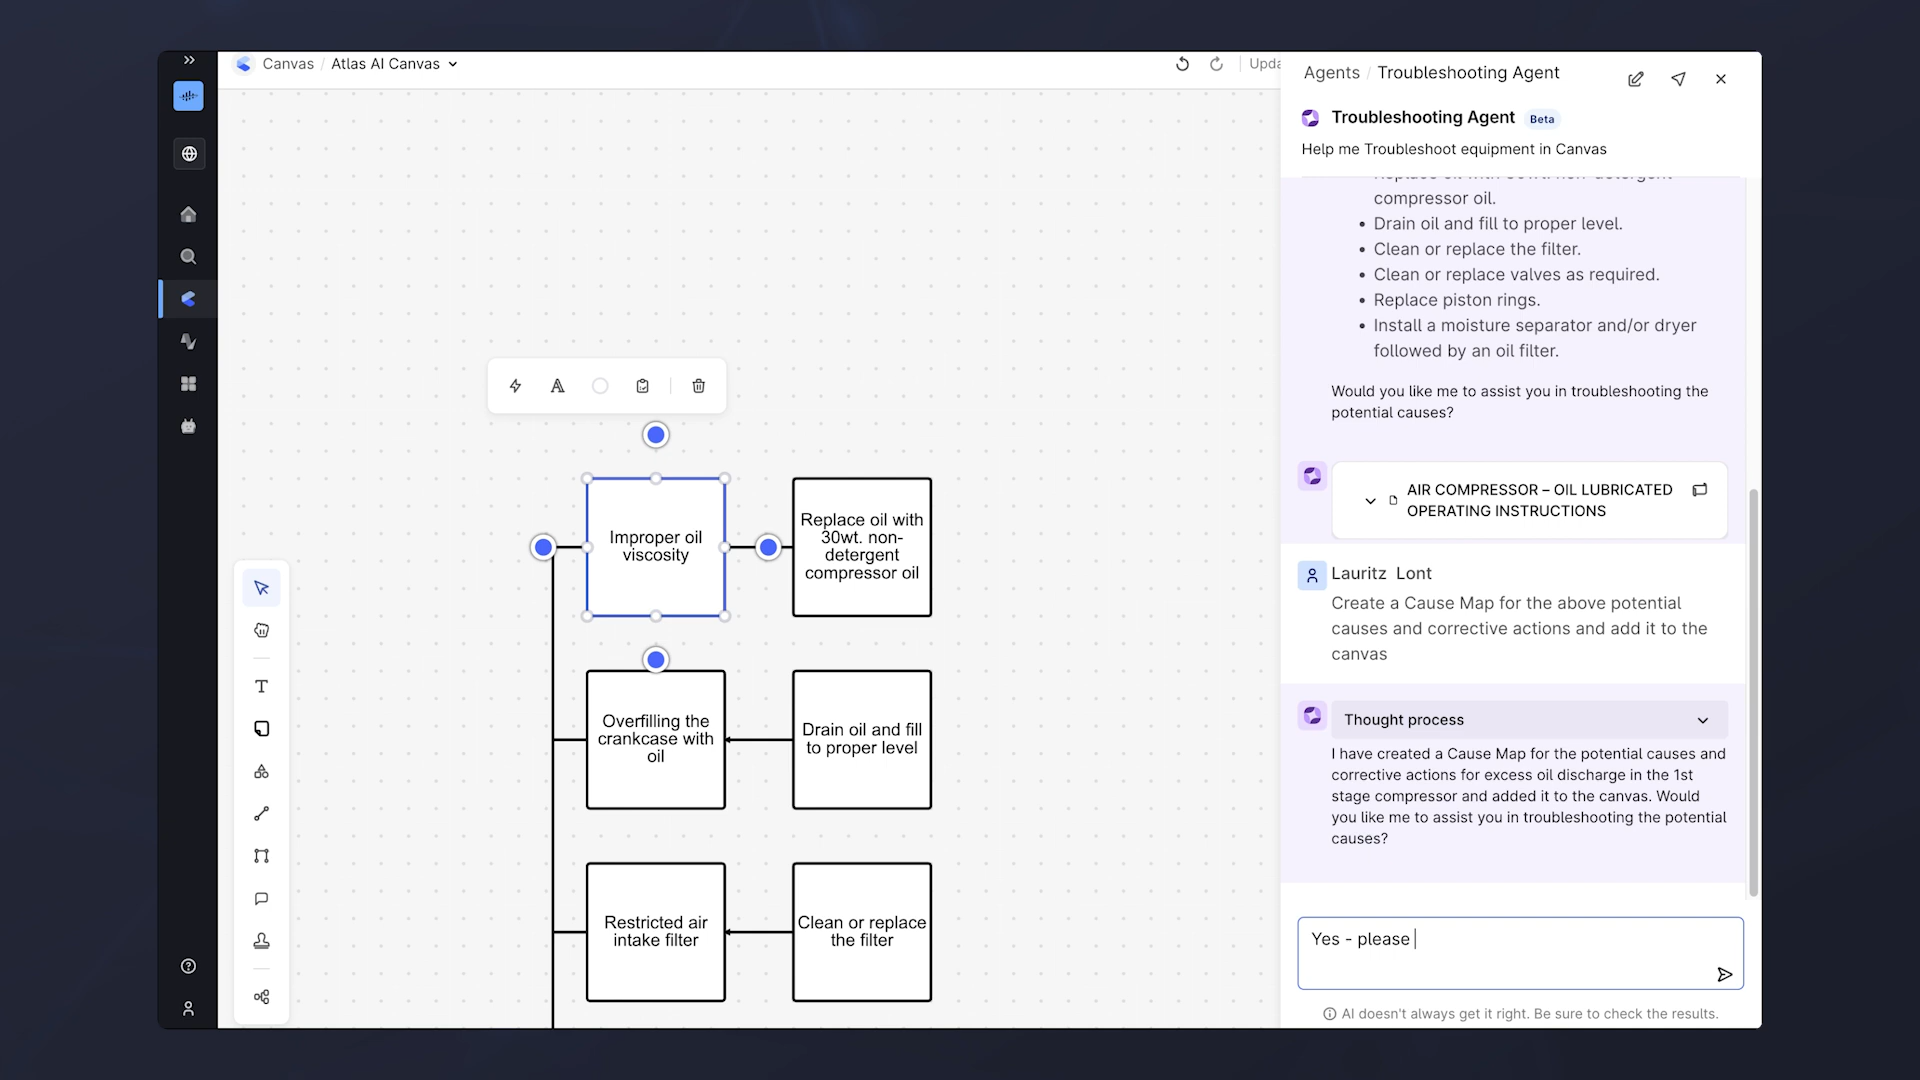 Canvas / Atlas AI Canvas
Upda
Agents / Troubleshooting Agent
Troubleshooting Agent Beta
Help me Troubleshoot equipment in Canvas
compressor oil.
• Drain oil and fill to proper level.
• Clean or replace the filter.
• Clean or replace valves as required.
• Replace piston rings.
• Install a moisture separator and/or dryer
followed by an oil filter.
Would you like me to assist you in troubleshooting the
potential causes?
AIR COMPRESSOR – OIL LUBRICATED
OPERATING INSTRUCTIONS
Lauritz Lont
Create a Cause Map for the above potential
causes and corrective actions and add it to the
canvas
Thought process
I have created a Cause Map for the potential causes and
corrective actions for excess oil discharge in the 1st
stage compressor and added it to the canvas. Would
you like me to assist you in troubleshooting the potential
causes?
Yes - please
AI doesn't always get it right. Be sure to check the results.
Improper oil
viscosity
Replace oil with
30wt. non-
detergent
compressor oil
Overfilling the
crankcase with
oil
Drain oil and fill
to proper level
Restricted air
intake filter
Clean or replace
the filter